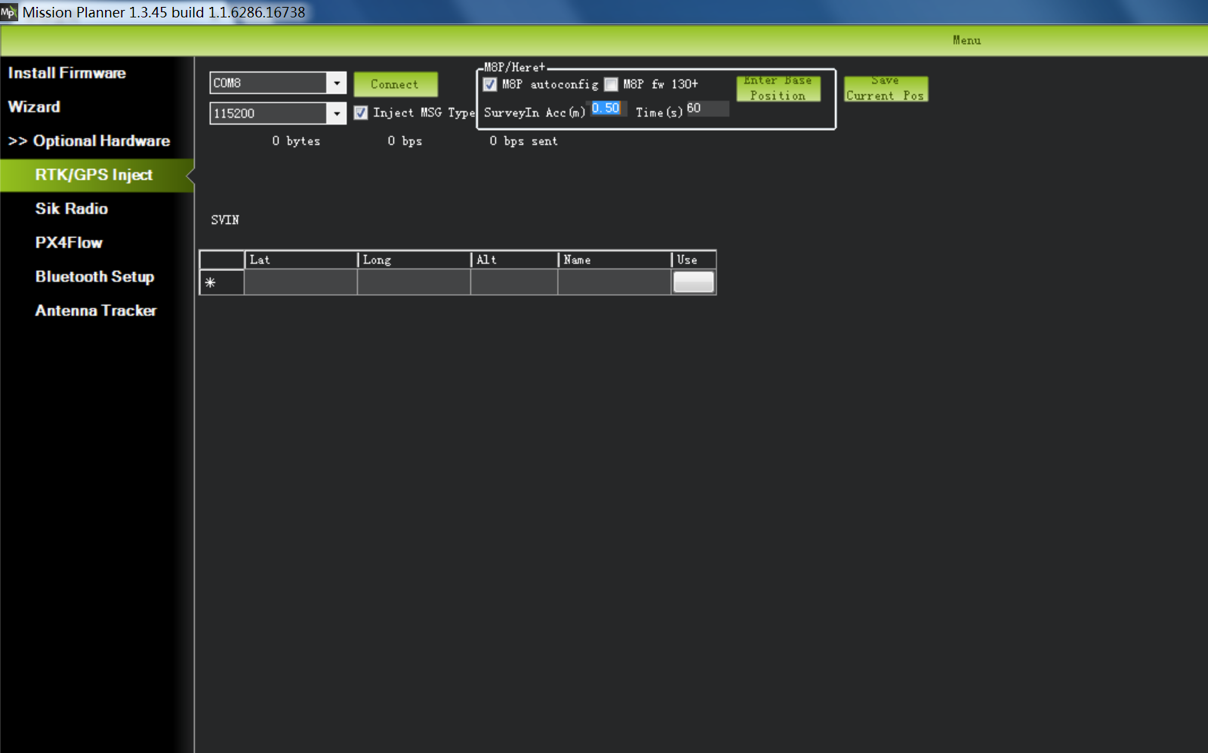 Mp Mission Planner 1.3.45 build 1.1.6286.16738
Menu
Install Firmware
Wizard
>> Optional Hardware
RTK/GPS Inject
Sik Radio
PX4Flow
Bluetooth Setup
Antenna Tracker
COM8
Connect
115200
Inject MSG Type
M8P/Here+
M8P autoconfig
M8P fw 130+
SurveyIn Acc(m) 0.50
Time(s) 60
Enter Base
Position
Save
Current Pos
0 bytes
0 bps
0 bps sent
SVIN
Lat Long Alt Name Use
*